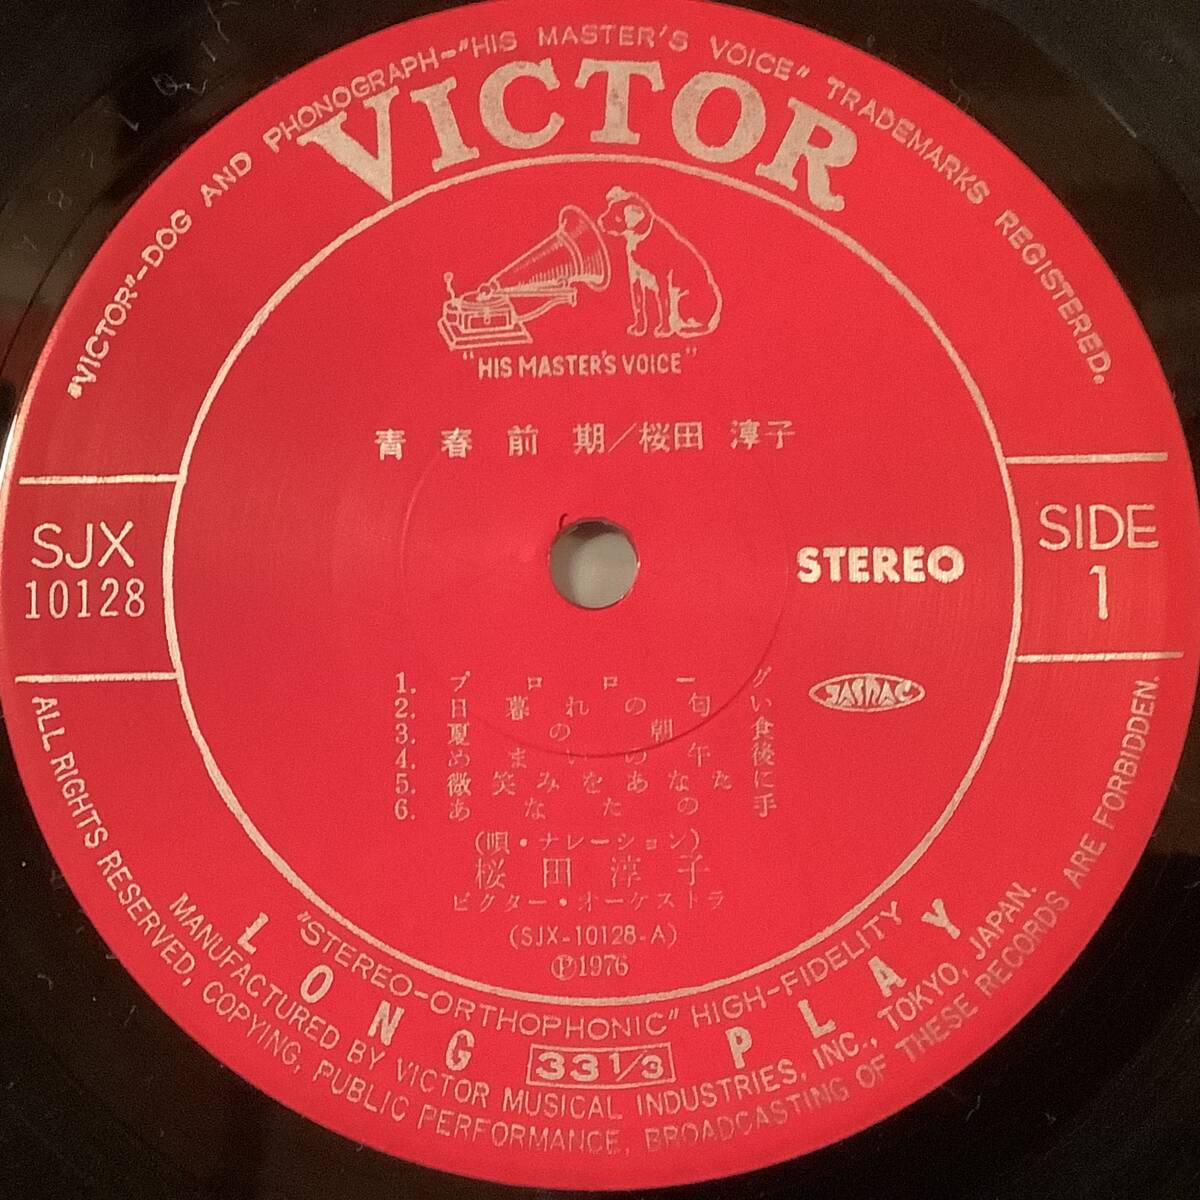 "VICTOR"–DOG AND PHONOGRAPH–"HIS MASTER'S VOICE" TRADEMARKS REGISTERED.
VICTOR
"HIS MASTER'S VOICE"
青春前期／桜田淳子
SJX
10128
STEREO
SIDE
1
JASRAC
1. プロローグ
2. 日暮れの匂い
3. 夏の朝食
4. めまいの午後
5. 微笑みをあなたに
6. あなたの手
(唄・ナレーション)
桜田淳子
ビクター・オーケストラ
(SJX-10128-A)
Ⓟ1976
"STEREO-ORTHOPHONIC" HIGH-FIDELITY
LONG 33 1/3 PLAY
MANUFACTURED BY VICTOR MUSICAL INDUSTRIES, INC., TOKYO, JAPAN.
ALL RIGHTS RESERVED, COPYING, PUBLIC PERFORMANCE, BROADCASTING OF THESE RECORDS ARE FORBIDDEN.